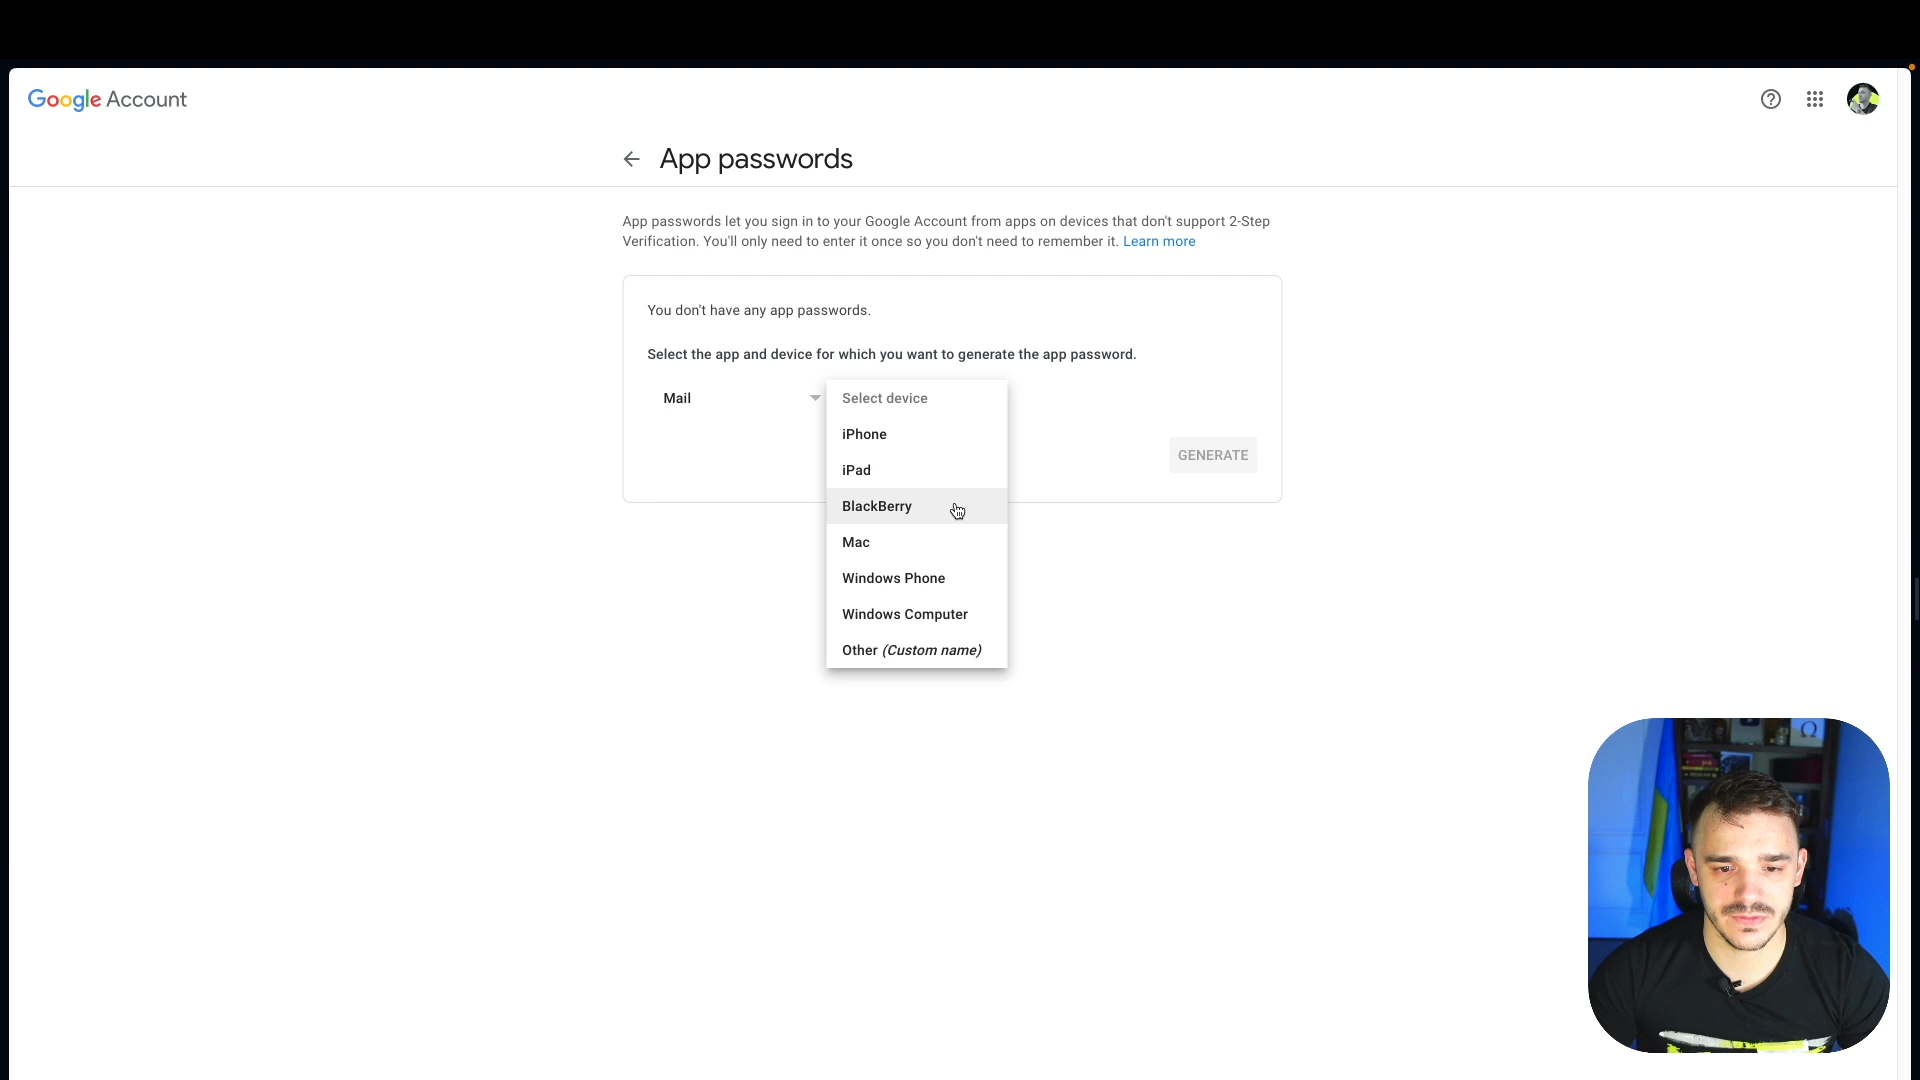 Google Account
App passwords
App passwords let you sign in to your Google Account from apps on devices that don't support 2-Step
Verification. You'll only need to enter it once so you don't need to remember it. Learn more
You don't have any app passwords.
Select the app and device for which you want to generate the app password.
Mail
Select device
iPhone
iPad
BlackBerry
Mac
Windows Phone
Windows Computer
Other (Custom name)
GENERATE